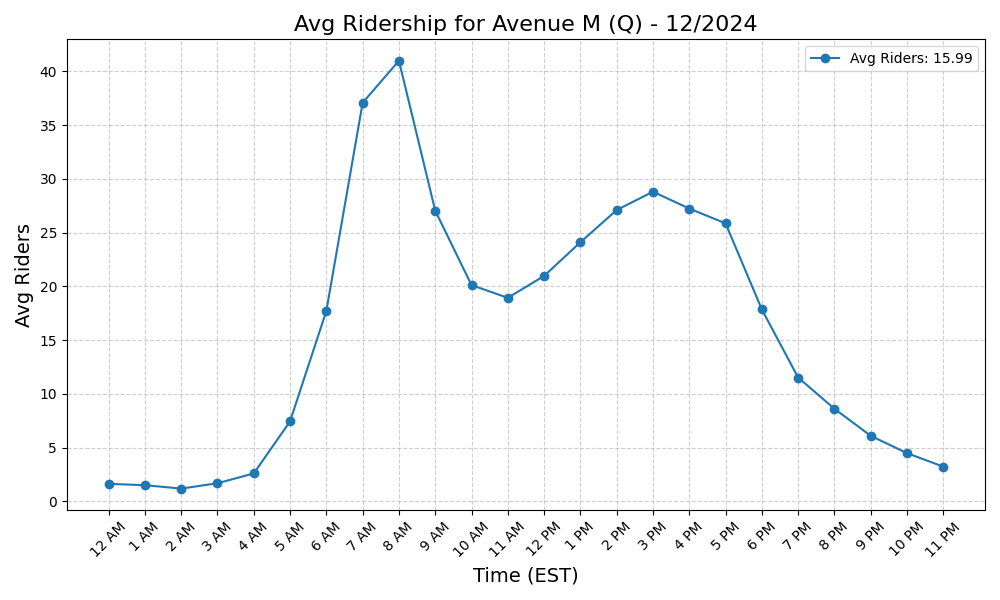 Avg Ridership for Avenue M (Q) - 12/2024
Avg Riders: 15.99
Avg Riders
40
35
30
25
20
15
10
5
0
12 AM
1 AM
2 AM
3 AM
4 AM
5 AM
6 AM
7 AM
8 AM
9 AM
10 AM
11 AM
12 PM
1 PM
2 PM
3 PM
4 PM
5 PM
6 PM
7 PM
8 PM
9 PM
10 PM
11 PM
Time (EST)